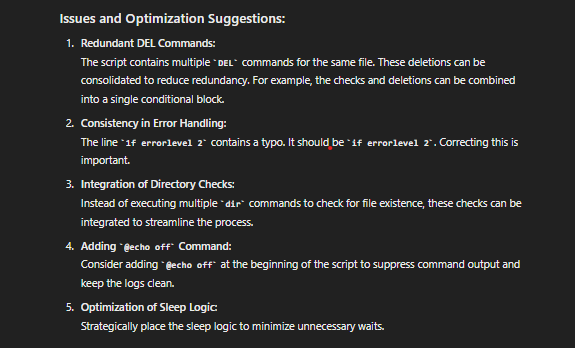 Issues and Optimization Suggestions:
1. Redundant DEL Commands:
The script contains multiple `DEL` commands for the same file. These deletions can be
consolidated to reduce redundancy. For example, the checks and deletions can be combined
into a single conditional block.
2. Consistency in Error Handling:
The line `1f errorlevel 2` contains a typo. It should be `if errorlevel 2`. Correcting this is
important.
3. Integration of Directory Checks:
Instead of executing multiple `dir` commands to check for file existence, these checks can be
integrated to streamline the process.
4. Adding `@echo off` Command:
Consider adding `@echo off` at the beginning of the script to suppress command output and
keep the logs clean.
5. Optimization of Sleep Logic:
Strategically place the sleep logic to minimize unnecessary waits.